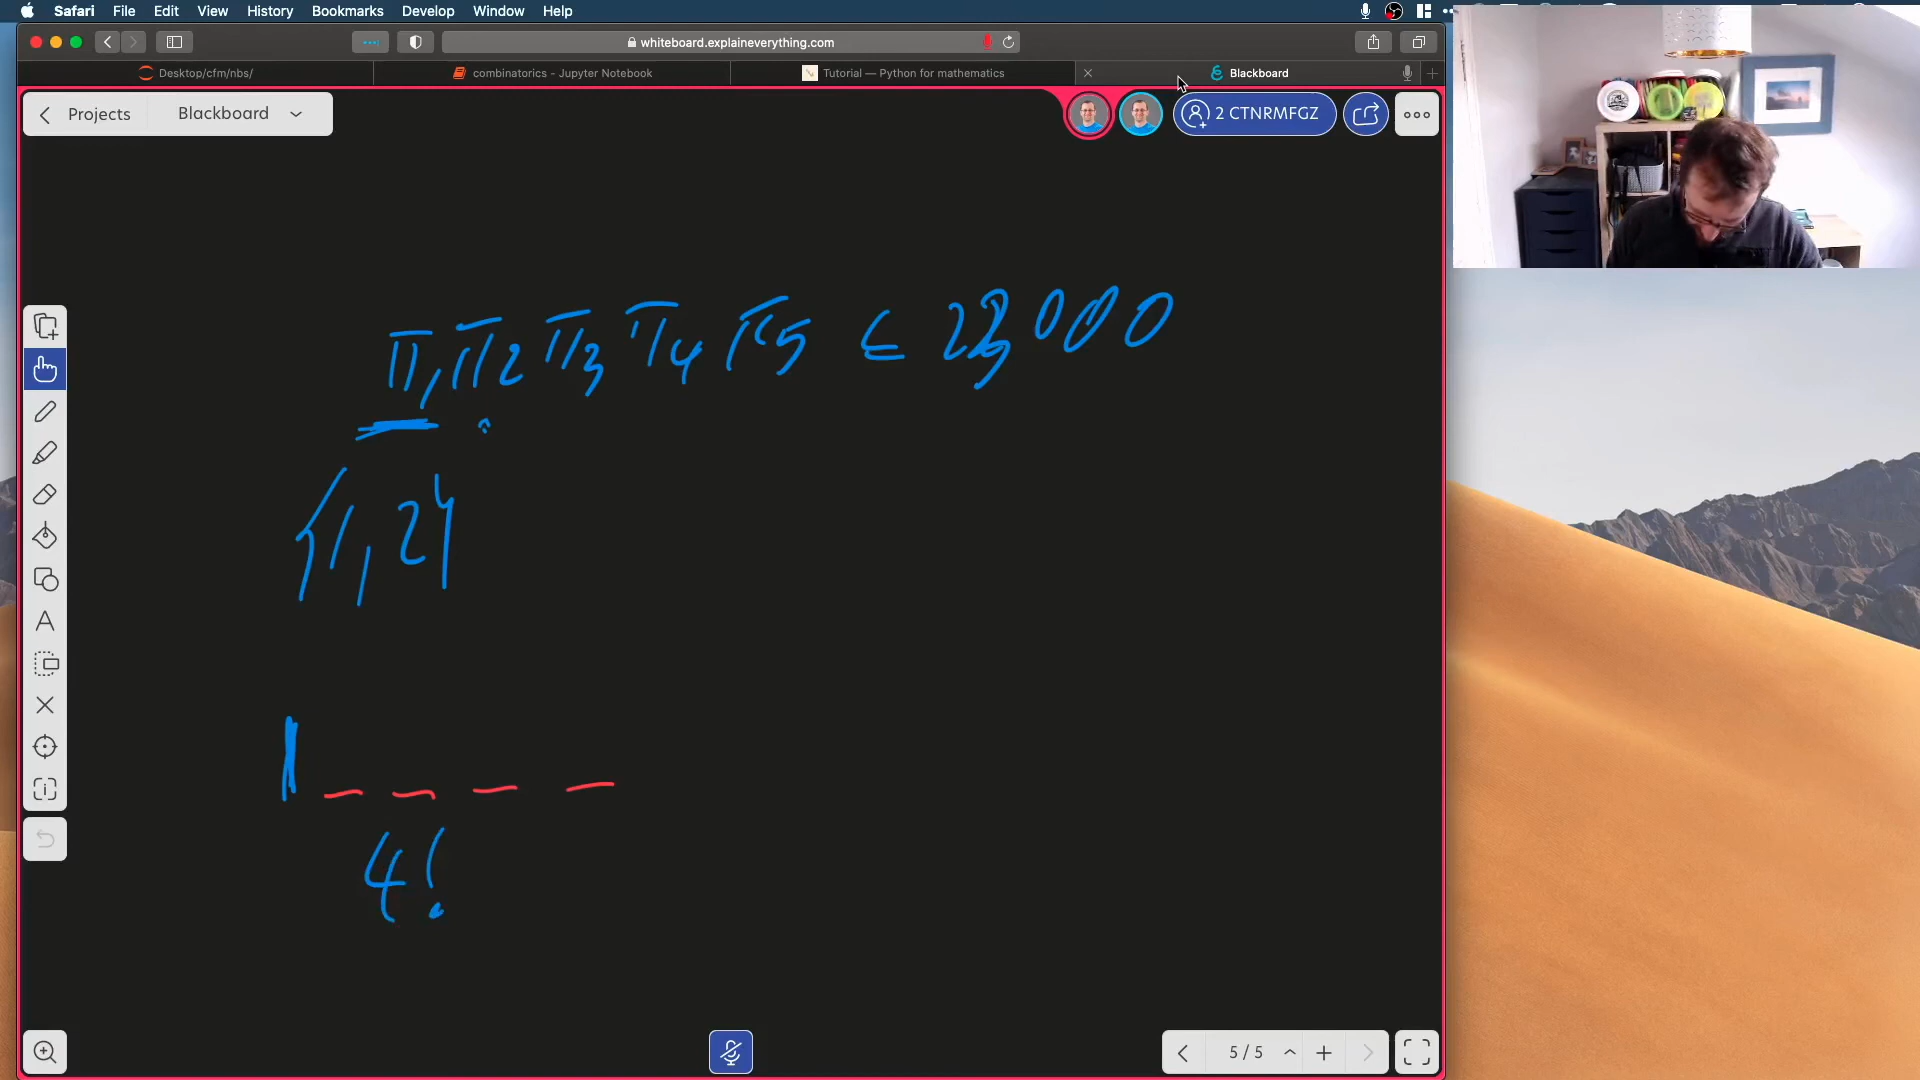 Safari File Edit View History Bookmarks Develop Window Help
whiteboard.explaineverything.com
Desktop/cfm/nbs/ combinatorics - Jupyter Notebook Tutorial — Python for mathematics Blackboard
Projects Blackboard 2 CTNRMFGZ
π1 π2 π3 π4 π5 ≤ 23000
{1, 2}
1 _ _ _ _
4!
A
5 / 5